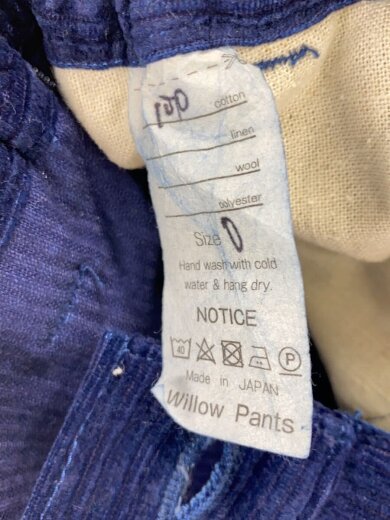 100 cotton
linen
wool
polyester
Size 0
Hand wash with cold
water & hang dry.
NOTICE
40 P
Made in JAPAN
Willow Pants